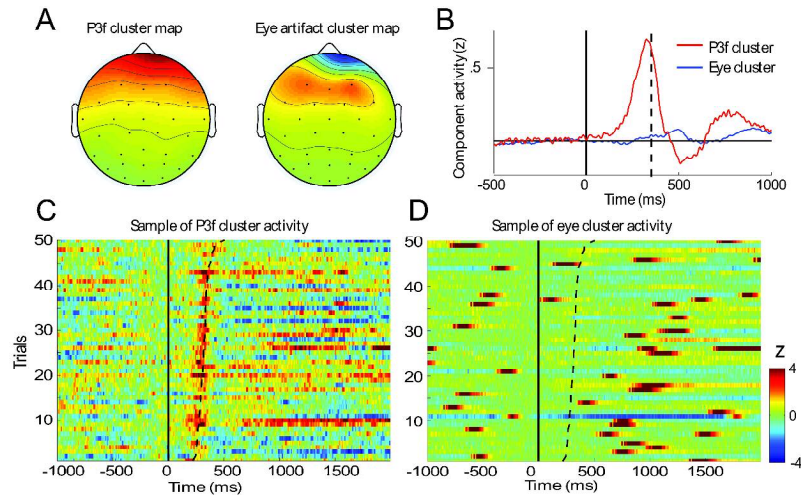 A
P3f cluster map
Eye artifact cluster map
B
Component activity(z)
.5
P3f cluster
Eye cluster
-500
0
500
1000
Time (ms)
C
Sample of P3f cluster activity
Trials
50
40
30
20
10
-1000
-500
0
500
1000
1500
Time (ms)
D
Sample of eye cluster activity
50
40
30
20
10
-1000
-500
0
500
1000
1500
Time (ms)
Z
4
0
-4